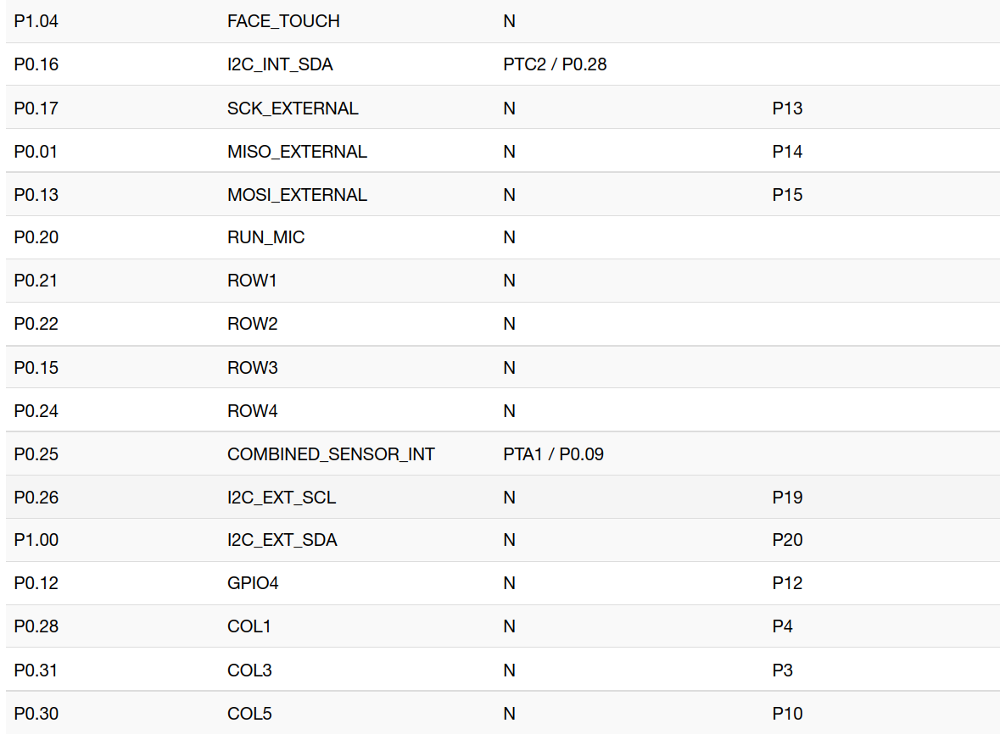 P1.04 FACE_TOUCH N
P0.16 I2C_INT_SDA PTC2 / P0.28
P0.17 SCK_EXTERNAL N P13
P0.01 MISO_EXTERNAL N P14
P0.13 MOSI_EXTERNAL N P15
P0.20 RUN_MIC N
P0.21 ROW1 N
P0.22 ROW2 N
P0.15 ROW3 N
P0.24 ROW4 N
P0.25 COMBINED_SENSOR_INT PTA1 / P0.09
P0.26 I2C_EXT_SCL N P19
P1.00 I2C_EXT_SDA N P20
P0.12 GPIO4 N P12
P0.28 COL1 N P4
P0.31 COL3 N P3
P0.30 COL5 N P10